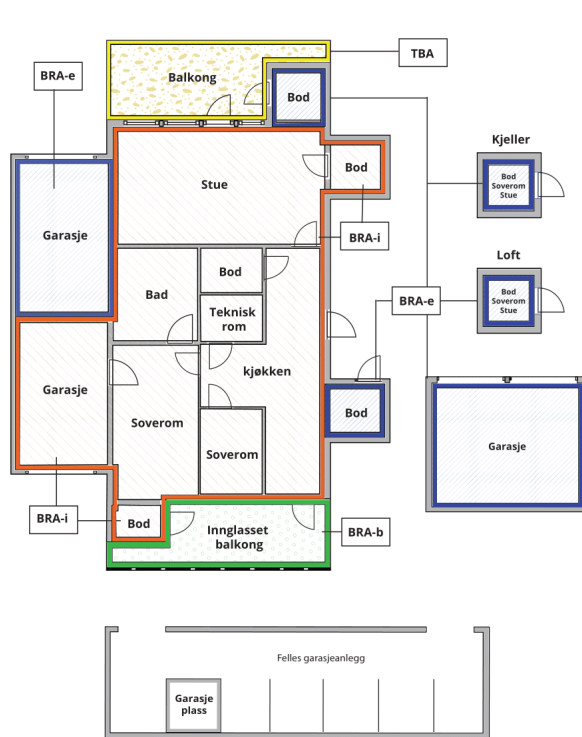 TBA
BRA-e
Balkong
Bod
Kjeller
Bod
Soverom
Stue
Bod
Stue
Garasje
BRA-i
Loft
Bod
Bad
Bod
Soverom
Stue
BRA-e
Teknisk
rom
kjøkken
Garasje
Bod
Soverom
Garasje
Soverom
BRA-i
Bod
Innglasset
balkong
BRA-b
Felles garasjeanlegg
Garasje
plass